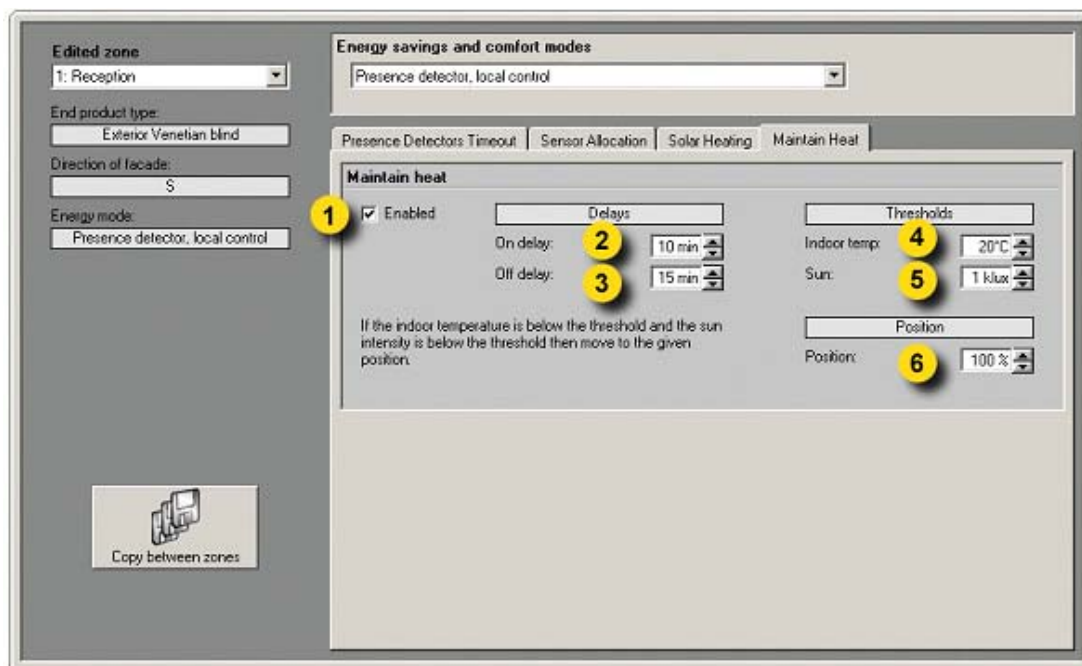 Edited zone
1: Reception
End product type:
Exterior Venetian blind
Direction of facade:
S
Energy mode:
Presence detector, local control
Copy between zones
Energy savings and comfort modes
Presence detector, local control
Presence Detectors Timeout
Sensor Allocation
Solar Heating
Maintain Heat
Maintain heat
1
Enabled
Delays
On delay:
2
10 min
Off delay:
3
15 min
If the indoor temperature is below the threshold and the sun
intensity is below the threshold then move to the given
position.
Thresholds
Indoor temp:
4
20°C
Sun:
5
1 klux
Position
Position:
6
100 %